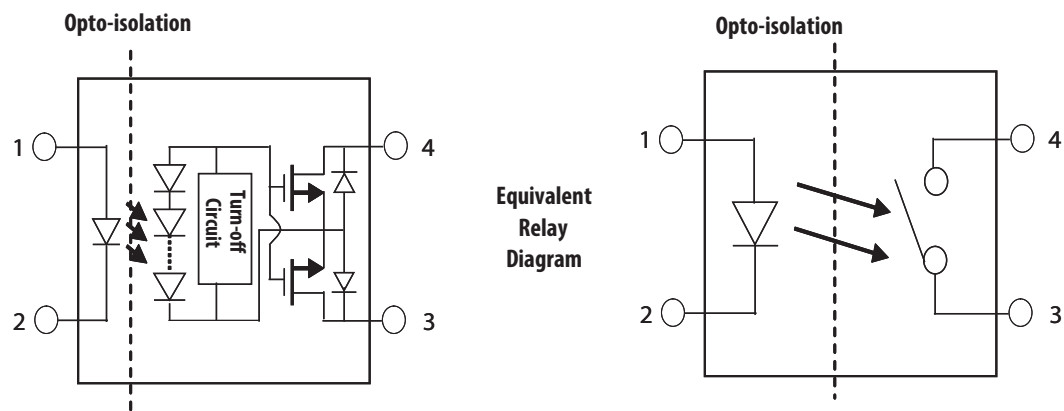 Opto-isolation
1
2
Turn-off
Circuit
4
3
Equivalent
Relay
Diagram
Opto-isolation
1
2
4
3